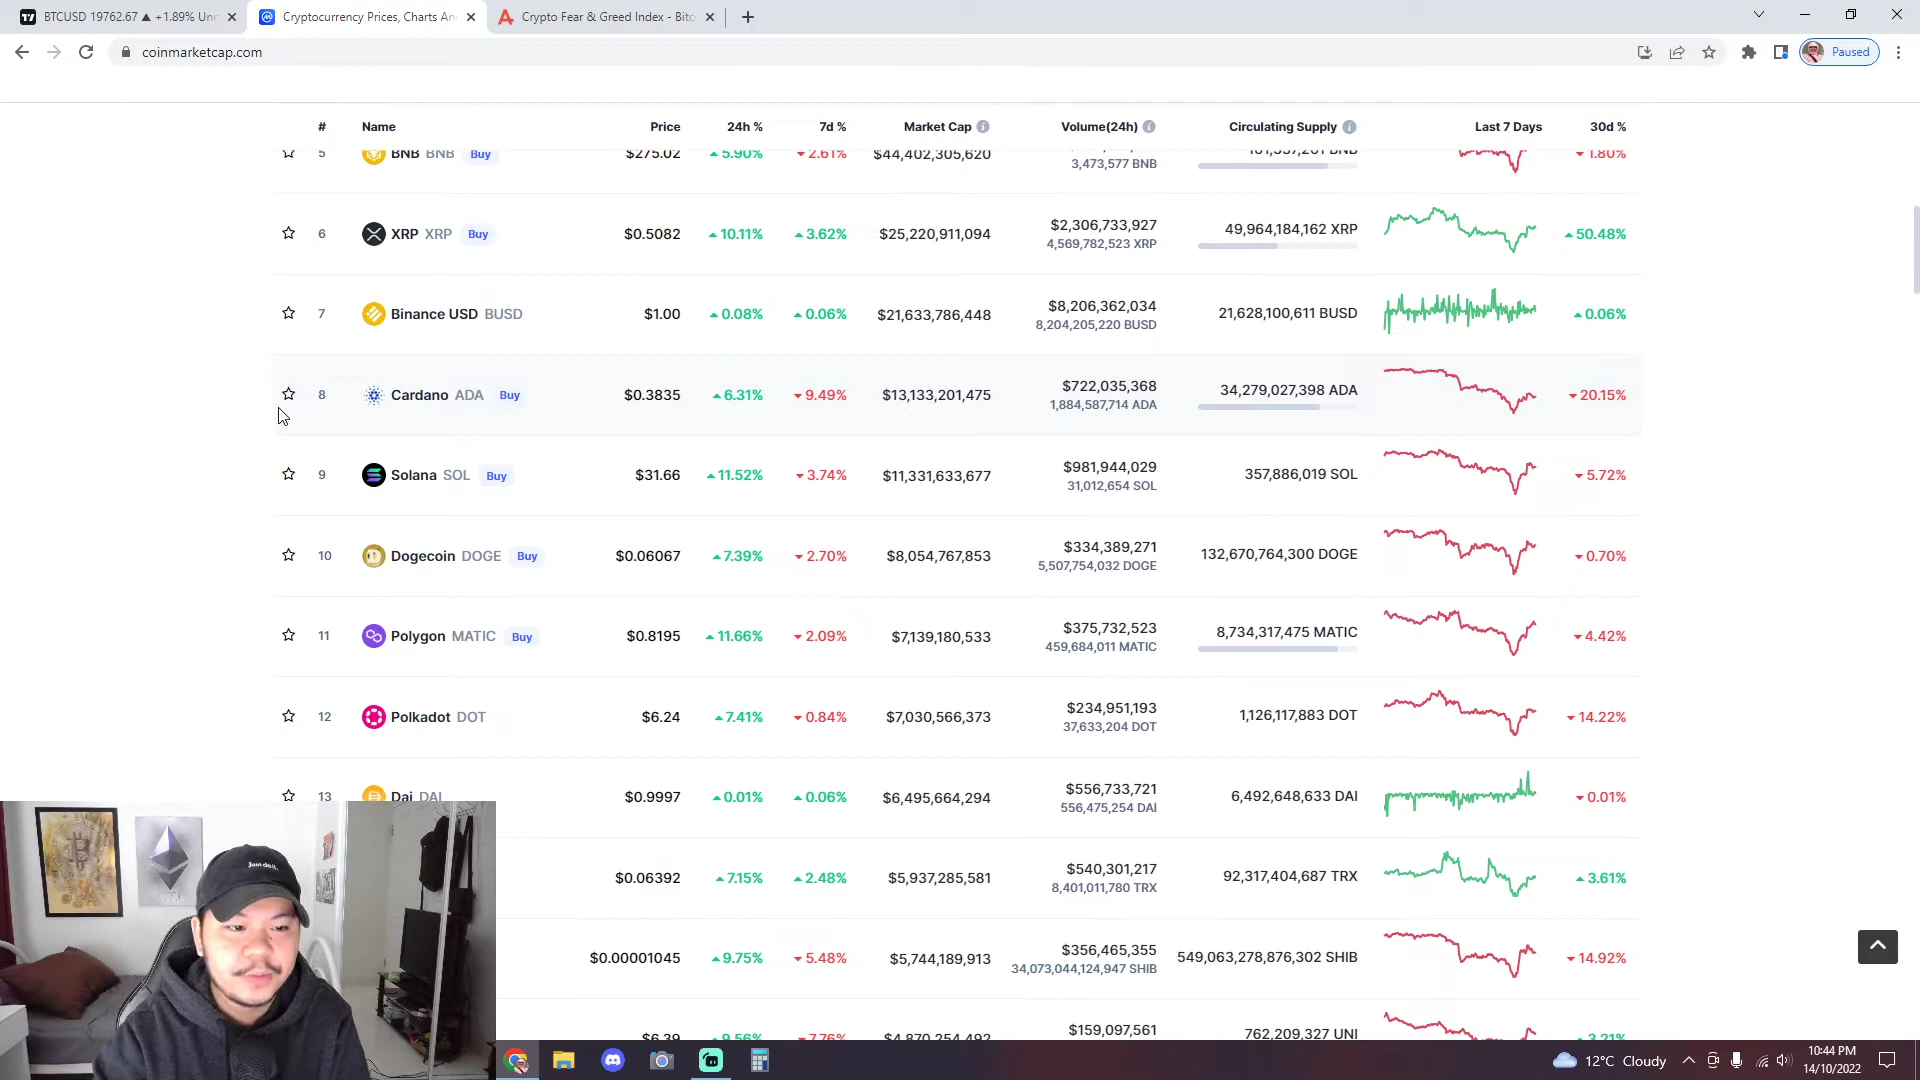 BTCUSD 19762.67 ▲ +1.89% Unn
Cryptocurrency Prices, Charts An
Crypto Fear & Greed Index - Bitc
coinmarketcap.com
Paused
# Name Price 24h % 7d % Market Cap Volume(24h) Circulating Supply Last 7 Days 30d %
5 BNB BNB Buy $275.02 5.90% 2.61% $44,402,305,620 1.80%
3,473,577 BNB
6 XRP XRP Buy $0.5082 10.11% 3.62% $25,220,911,094 $2,306,733,927 49,964,184,162 XRP 50.48%
4,569,782,523 XRP
7 Binance USD BUSD $1.00 0.08% 0.06% $21,633,786,448 $8,206,362,034 21,628,100,611 BUSD 0.06%
8,204,205,220 BUSD
8 Cardano ADA Buy $0.3835 6.31% 9.49% $13,133,201,475 $722,035,368 34,279,027,398 ADA 20.15%
1,884,587,714 ADA
9 Solana SOL Buy $31.66 11.52% 3.74% $11,331,633,677 $981,944,029 357,886,019 SOL 5.72%
31,012,654 SOL
10 Dogecoin DOGE Buy $0.06067 7.39% 2.70% $8,054,767,853 $334,389,271 132,670,764,300 DOGE 0.70%
5,507,754,032 DOGE
11 Polygon MATIC Buy $0.8195 11.66% 2.09% $7,139,180,533 $375,732,523 8,734,317,475 MATIC 4.42%
459,684,011 MATIC
12 Polkadot DOT $6.24 7.41% 0.84% $7,030,566,373 $234,951,193 1,126,117,883 DOT 14.22%
37,633,204 DOT
13 Dai DAI $0.9997 0.01% 0.06% $6,495,664,294 $556,733,721 6,492,648,633 DAI 0.01%
556,475,254 DAI
$0.06392 7.15% 2.48% $5,937,285,581 $540,301,217 92,317,404,687 TRX 3.61%
8,401,011,780 TRX
$0.00001045 9.75% 5.48% $5,744,189,913 $356,465,355 549,063,278,876,302 SHIB 14.92%
34,073,044,124,947 SHIB
$6.39 9.56% 7.76% $4,870,254,492 $159,097,561 762,209,327 UNI 3.21%
Just do it.
12°C Cloudy
10:44 PM
14/10/2022